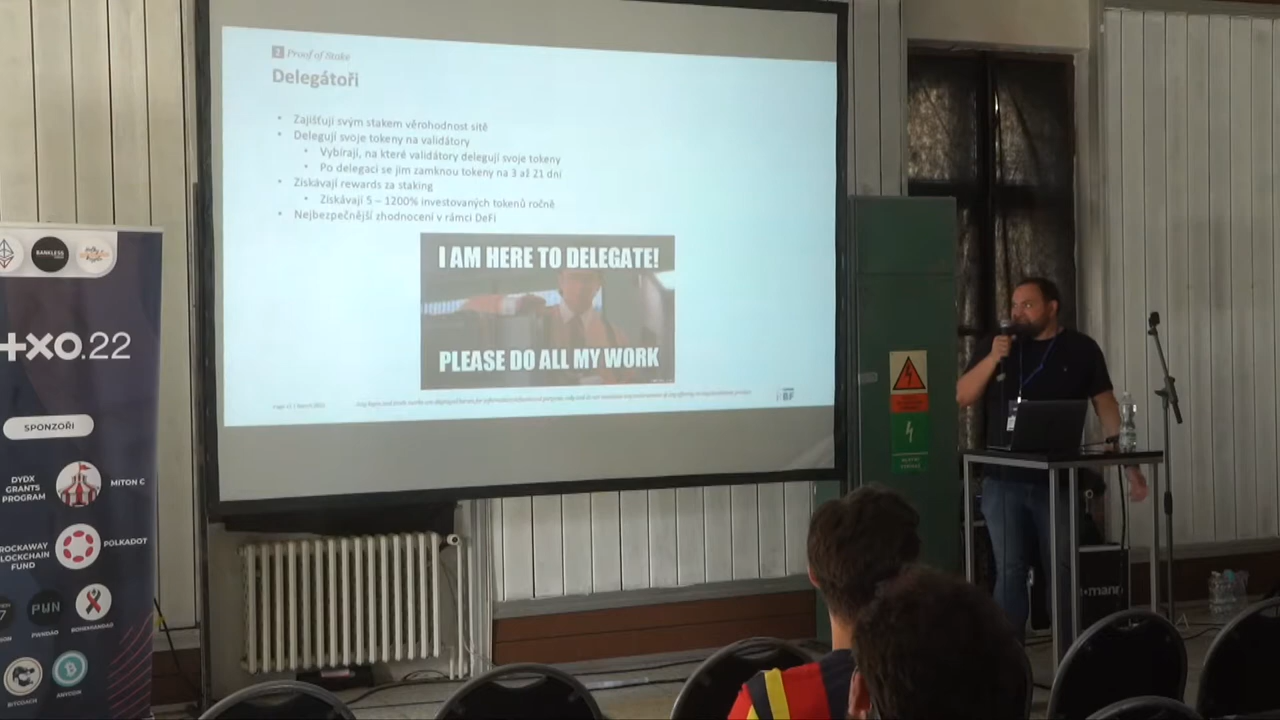 2 Proof of Stake
Delegátoři
• Zajišťují svým stakem věrohodnost sítě
• Delegují svoje tokeny na validátory
• Vybírají, na které validátory delegují svoje tokeny
• Po delegaci se jim zamknou tokeny na 3 až 21 dní
• Získávají rewards za staking
• Získávají 5 – 1200% investovaných tokenů ročně
• Nejbezpečnější zhodnocení v rámci DeFi
I AM HERE TO DELEGATE!
PLEASE DO ALL MY WORK
BF
BANKLESS
+XO.22
SPONZOŘI
DYDX
GRANTS
PROGRAM
MITON C
ROCKAWAY
BLOCKCHAIN
FUND
POLKADOT
PWN
PWNDAO
BOHEMIANDAO
BITCOACH
ANYCOIN
mann